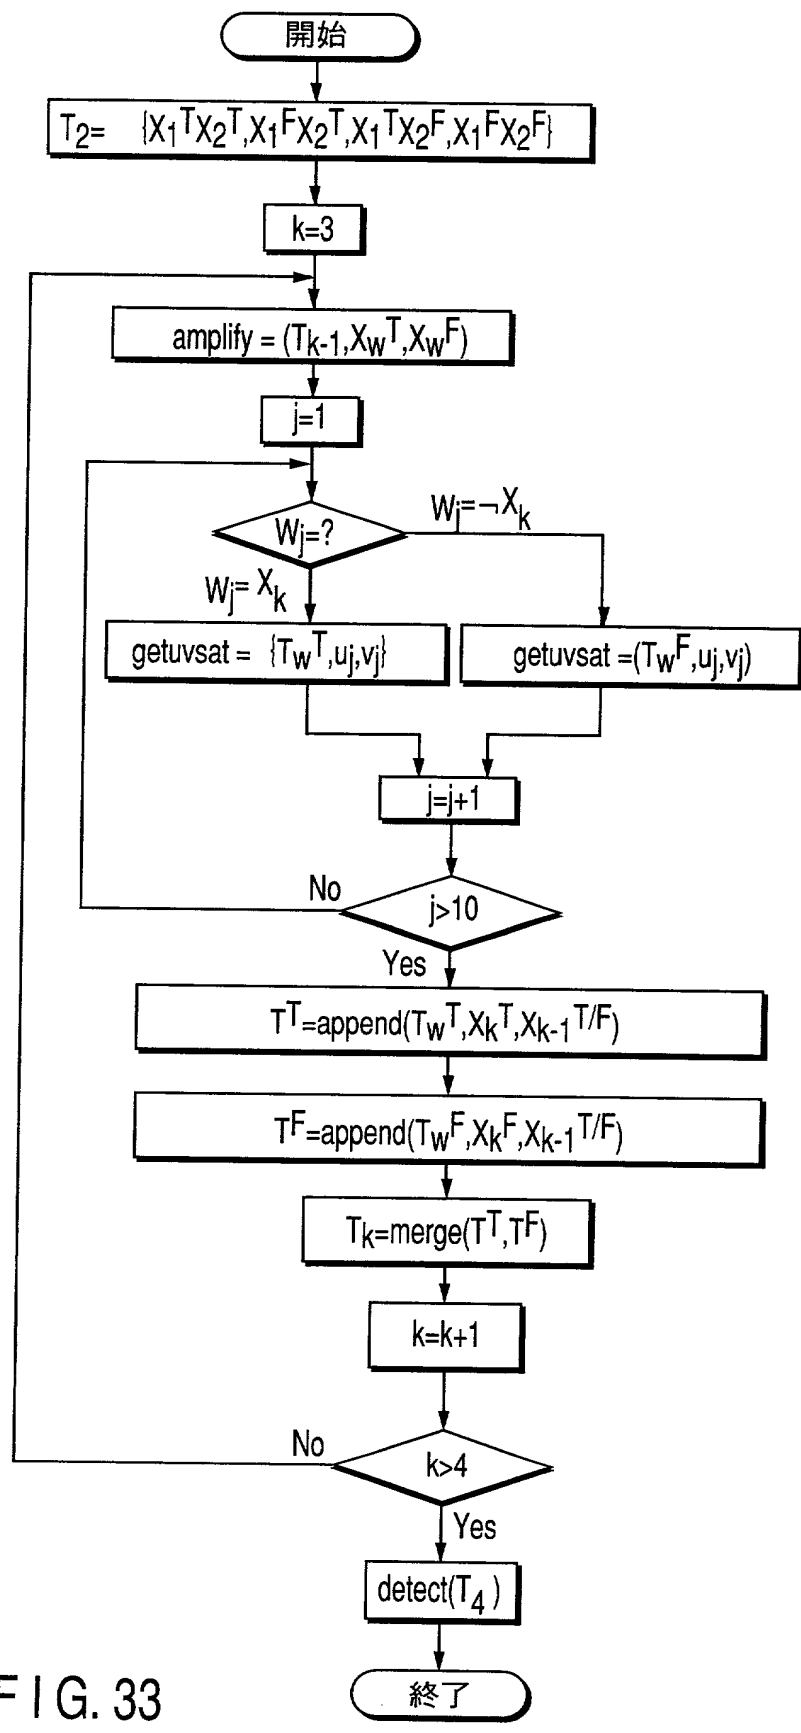 開始
T₂= {X₁ᵀX₂ᵀ,X₁ꟳX₂ᵀ,X₁ᵀX₂ꟳ,X₁ꟳX₂ꟳ}
k=3
amplify = (Tk-1,XwT,XwF)
j=1
Wj=?
Wj=¬Xk
Wj= Xk
getuvsat = {TwT,uj,vj}
getuvsat =(TwF,uj,vj)
j=j+1
No
j>10
Yes
TT=append(TwT,XkT,Xk-1T/F)
TF=append(TwF,XkF,Xk-1T/F)
Tk=merge(TT,TF)
k=k+1
No
k>4
Yes
detect(T4)
終了
FIG. 33